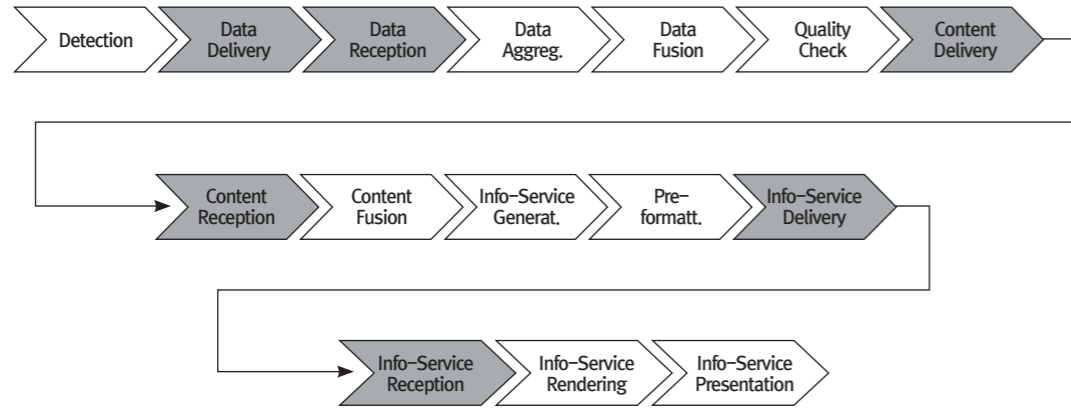 Detection
Data
Delivery
Data
Reception
Data
Aggreg.
Data
Fusion
Quality
Check
Content
Delivery
Content
Reception
Content
Fusion
Info–Service
Generat.
Pre–
formatt.
Info–Service
Delivery
Info–Service
Reception
Info–Service
Rendering
Info–Service
Presentation